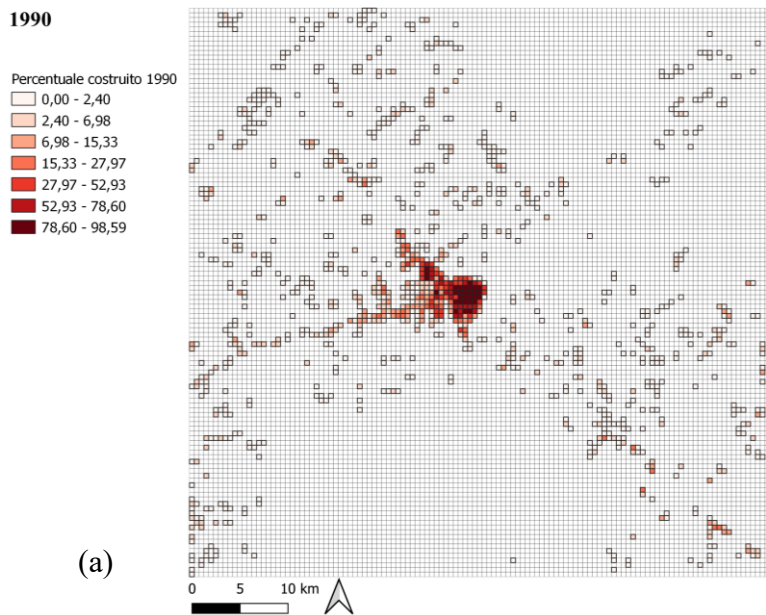 1990
Percentuale costruito 1990
0,00 - 2,40
2,40 - 6,98
6,98 - 15,33
15,33 - 27,97
27,97 - 52,93
52,93 - 78,60
78,60 - 98,59
(a)
0 5 10 km